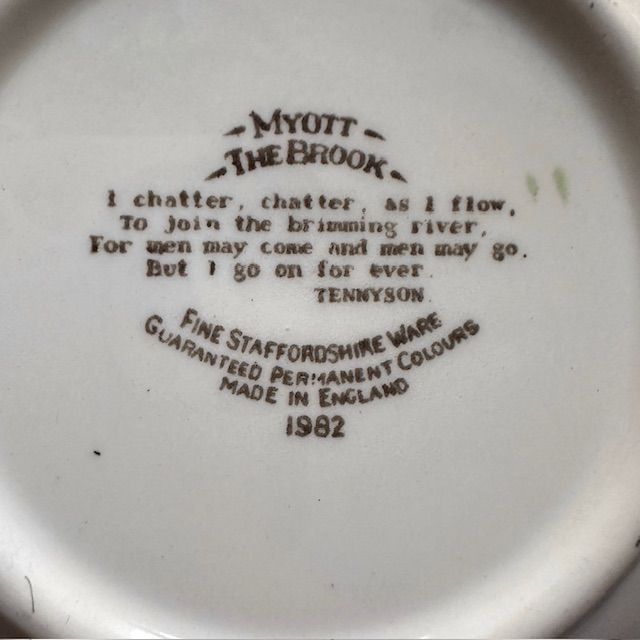 MYOTT
THE BROOK
I chatter, chatter, as I flow,
To join the brimming river,
For men may come and men may go.
But I go on for ever.
TENNYSON
FINE STAFFORDSHIRE WARE
GUARANTEED PERMANENT COLOURS
MADE IN ENGLAND
1982